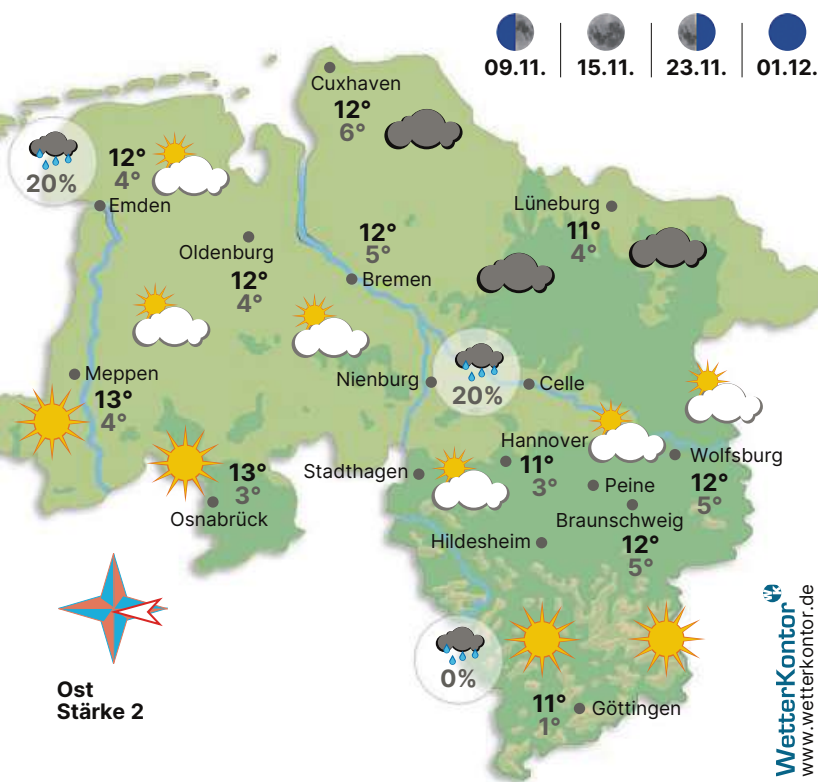 09.11.
15.11.
23.11.
01.12.
Cuxhaven
12°
6°
20%
12°
4°
Emden
Lüneburg
11°
4°
Oldenburg
12°
4°
12°
5°
Bremen
Meppen
13°
4°
Nienburg
20%
Celle
Hannover
11°
3°
Wolfsburg
12°
5°
Stadthagen
13°
3°
Osnabrück
Peine
Braunschweig
12°
5°
Hildesheim
0%
11°
1°
Göttingen
Ost
Stärke 2
WetterKontor
www.wetterkontor.de